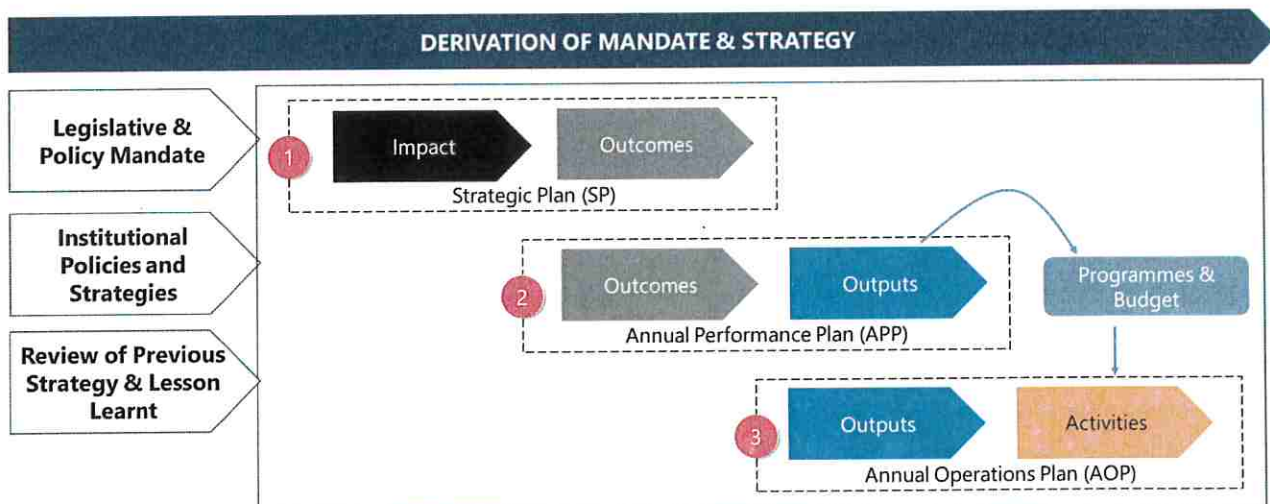 DERIVATION OF MANDATE & STRATEGY
Legislative &
Policy Mandate
Institutional
Policies and
Strategies
Review of Previous
Strategy & Lesson
Learnt
1
Impact
Outcomes
Strategic Plan (SP)
2
Outcomes
Outputs
Annual Performance Plan (APP)
Programmes &
Budget
3
Outputs
Activities
Annual Operations Plan (AOP)